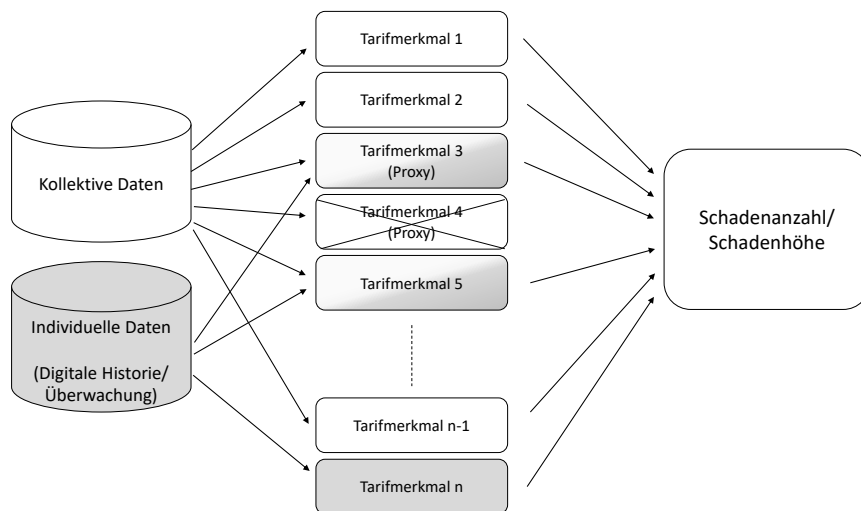 Kollektive Daten
Individuelle Daten
(Digitale Historie/
Überwachung)
Tarifmerkmal 1
Tarifmerkmal 2
Tarifmerkmal 3
(Proxy)
Tarifmerkmal 4
(Proxy)
Tarifmerkmal 5
Tarifmerkmal n-1
Tarifmerkmal n
Schadenanzahl/
Schadenhöhe